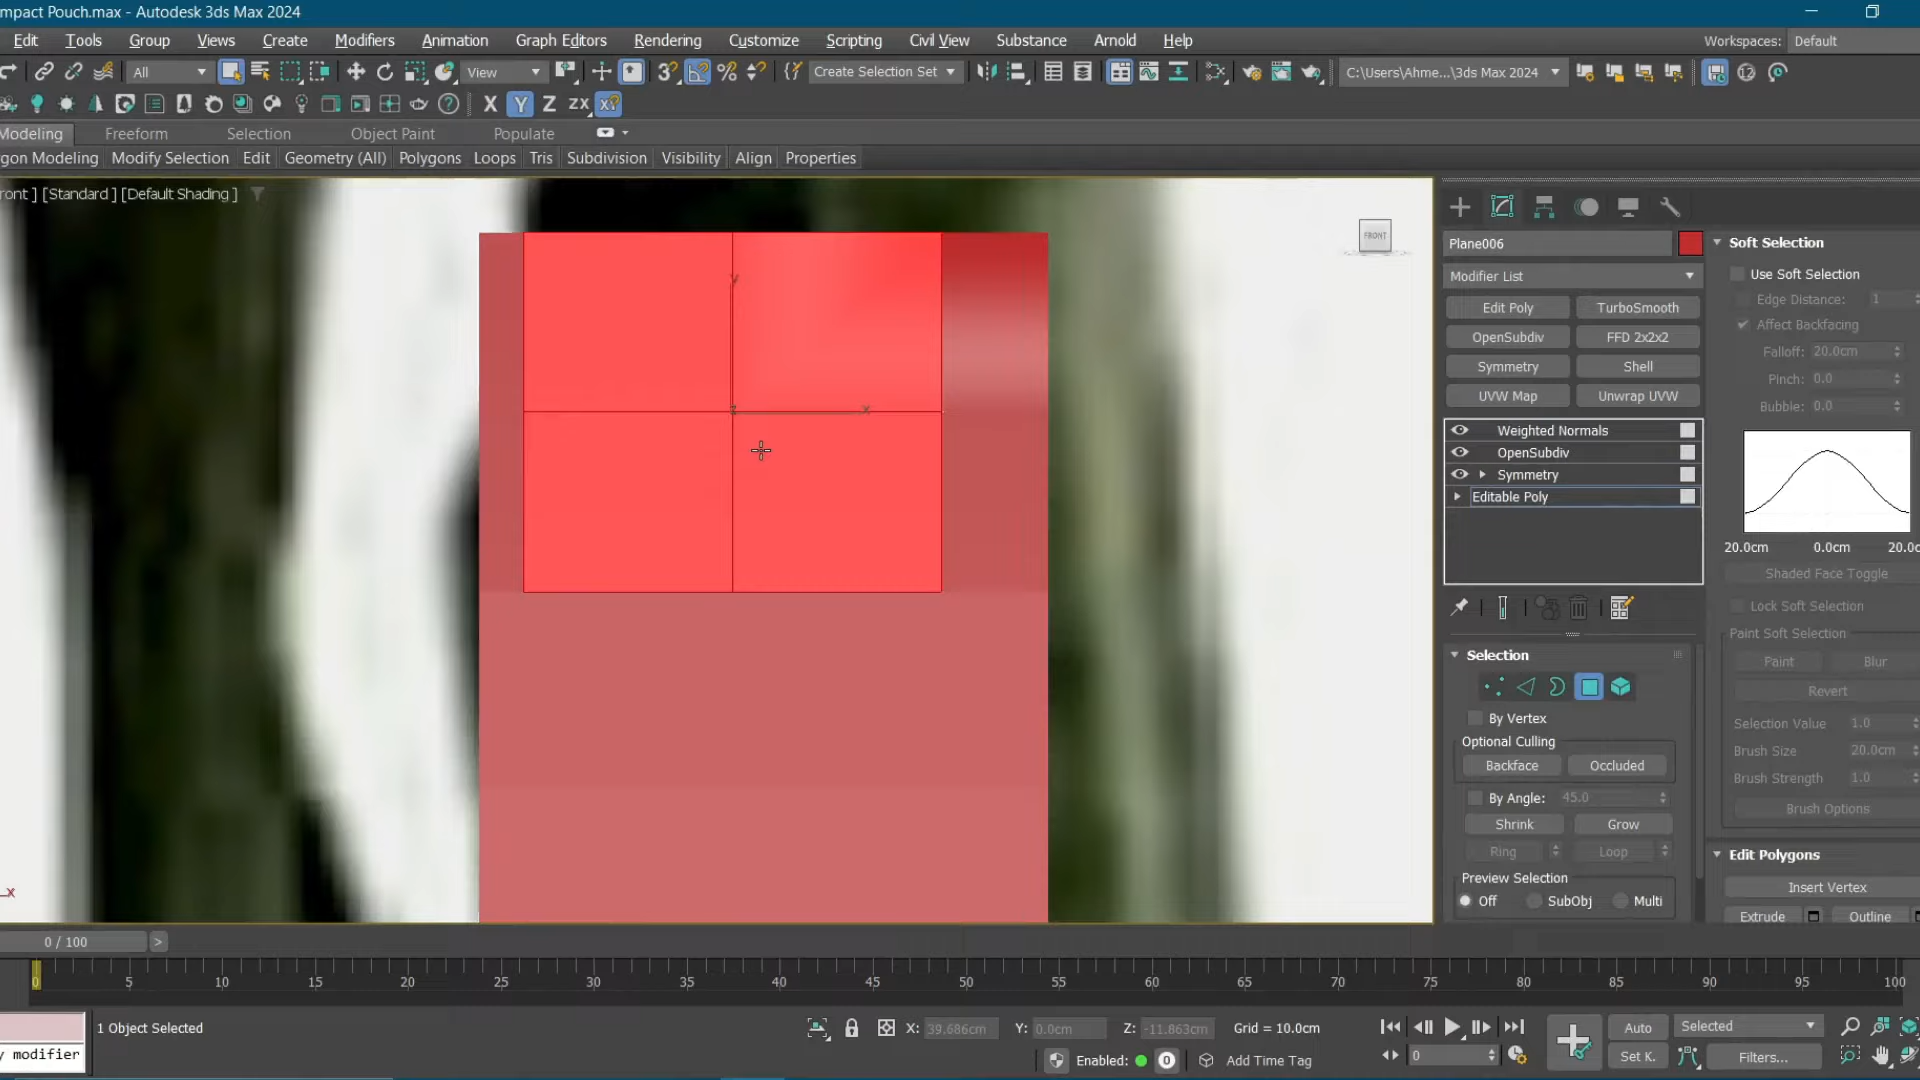 mpact Pouch.max - Autodesk 3ds Max 2024
Edit Tools Group Views Create Modifiers Animation Graph Editors Rendering Customize Scripting Civil View Substance Arnold Help
Workspaces: Default
All View Create Selection Set C:\Users\Ahme...\3ds Max 2024
X Y Z ZX
Modeling Freeform Selection Object Paint Populate
gon Modeling Modify Selection Edit Geometry (All) Polygons Loops Tris Subdivision Visibility Align Properties
ront ] [Standard ] [Default Shading ]
FRONT
y
z x
x
Plane006
Modifier List
Edit Poly TurboSmooth
OpenSubdiv FFD 2x2x2
Symmetry Shell
UVW Map Unwrap UVW
Weighted Normals
OpenSubdiv
Symmetry
Editable Poly
Selection
By Vertex
Optional Culling
Backface Occluded
By Angle: 45.0
Shrink Grow
Ring Loop
Preview Selection
Off SubObj Multi
Soft Selection
Use Soft Selection
Edge Distance: 1
Affect Backfacing
Falloff: 20.0cm
Pinch: 0.0
Bubble: 0.0
20.0cm 0.0cm 20.0c
Shaded Face Toggle
Lock Soft Selection
Paint Soft Selection
Paint Blur
Revert
Selection Value 1.0
Brush Size 20.0cm
Brush Strength 1.0
Brush Options
Edit Polygons
Insert Vertex
Extrude Outline
0 / 100 >
0 5 10 15 20 25 30 35 40 45 50 55 60 65 70 75 80 85 90 95 100
1 Object Selected
X: 39.686cm Y: 0.0cm Z: -11.863cm Grid = 10.0cm
Auto Selected
y modifier
Enabled: 0 Add Time Tag
0
Set K. Filters...